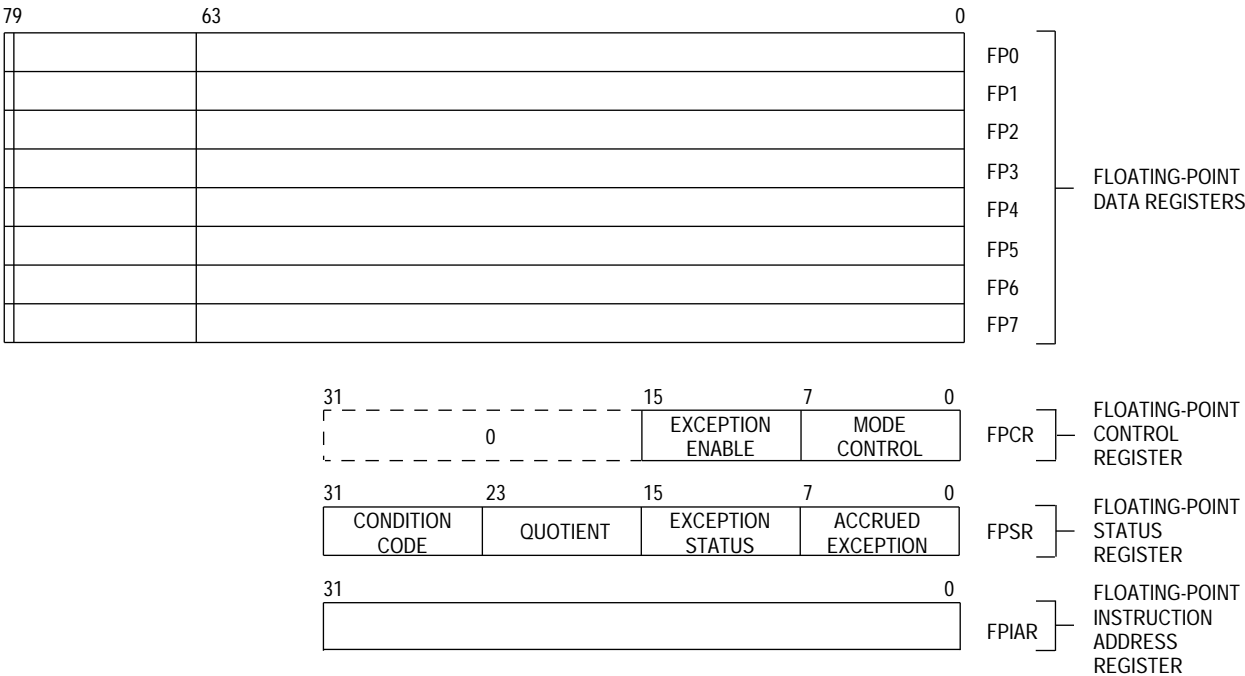 79 63 0
FP0
FP1
FP2
FP3
FP4
FP5
FP6
FP7
FLOATING-POINT
DATA REGISTERS
31 15 7 0
0
EXCEPTION
ENABLE
MODE
CONTROL
FPCR
FLOATING-POINT
CONTROL
REGISTER
31 23 15 7 0
CONDITION
CODE
QUOTIENT
EXCEPTION
STATUS
ACCRUED
EXCEPTION
FPSR
FLOATING-POINT
STATUS
REGISTER
31 0
FPIAR
FLOATING-POINT
INSTRUCTION
ADDRESS
REGISTER